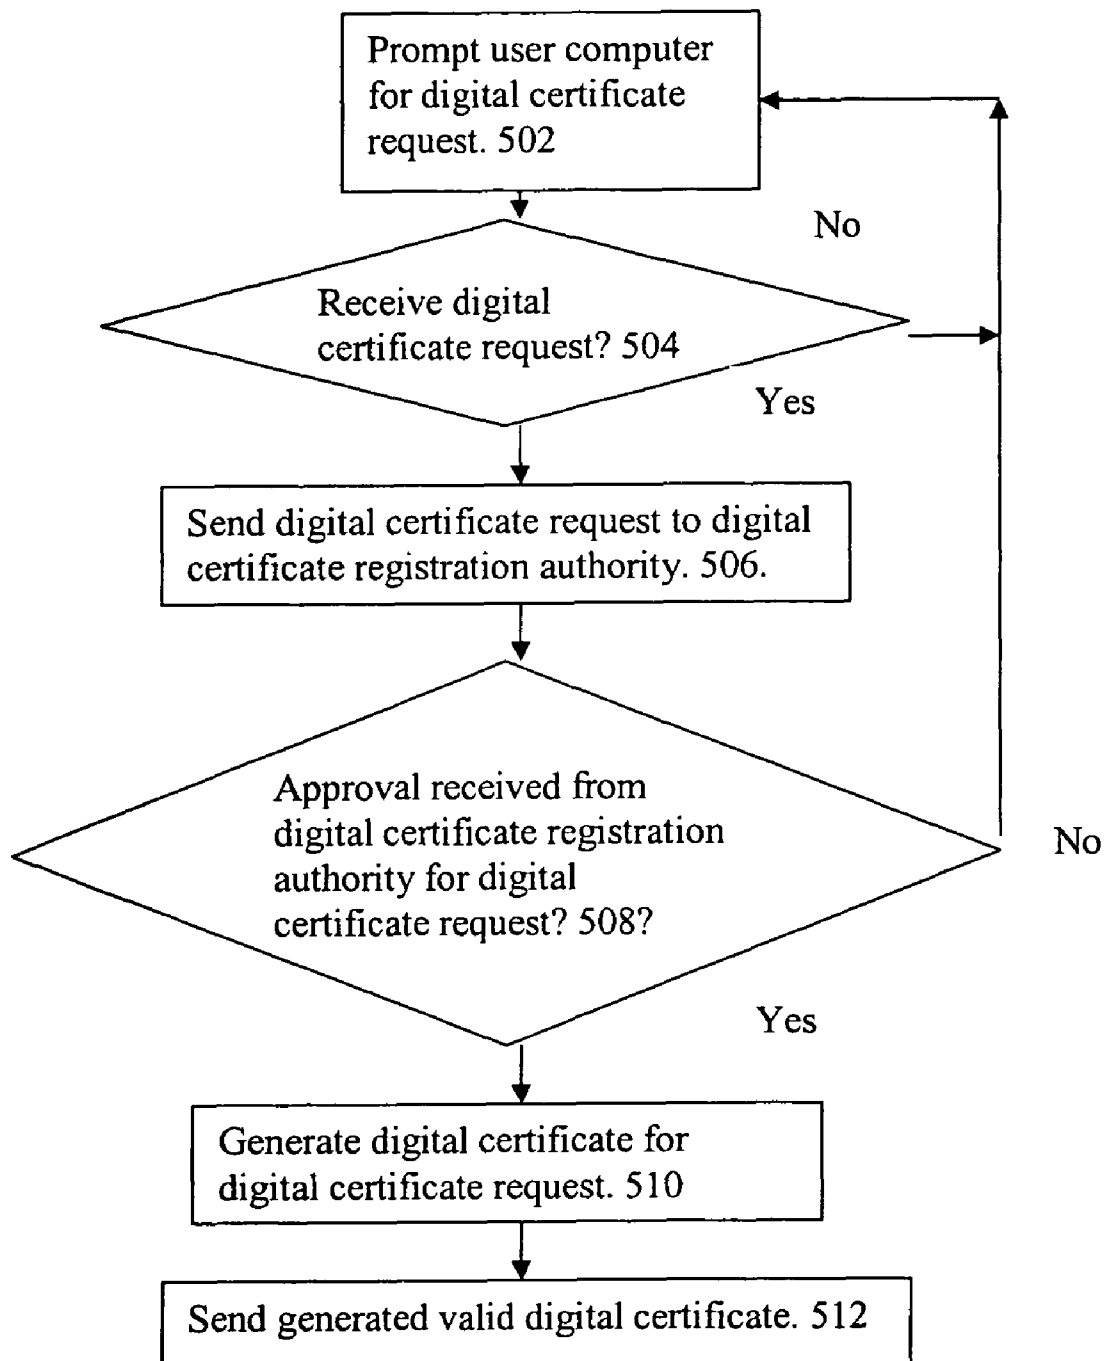 Prompt user computer
for digital certificate
request. 502
No
Receive digital
certificate request? 504
Yes
Send digital certificate request to digital
certificate registration authority. 506.
Approval received from
digital certificate registration
authority for digital
certificate request? 508?
No
Yes
Generate digital certificate for
digital certificate request. 510
Send generated valid digital certificate. 512